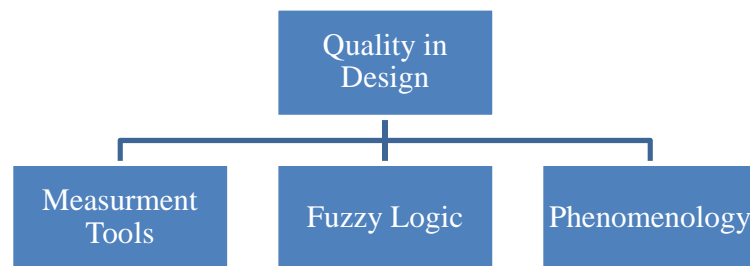 Quality in
Design
Measurment
Tools
Fuzzy Logic
Phenomenology